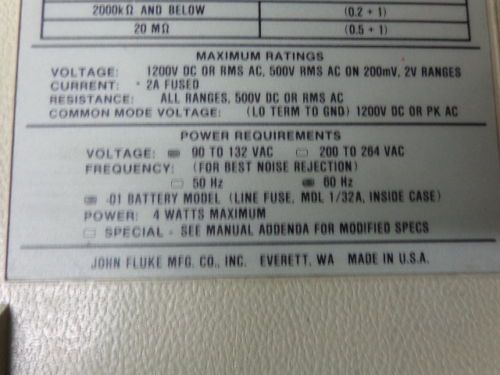 2000kΩ AND BELOW (0.2 + 1)
20 MΩ (0.5 + 1)
MAXIMUM RATINGS
VOLTAGE: 1200V DC OR RMS AC, 500V RMS AC ON 200mV, 2V RANGES
CURRENT: 2A FUSED
RESISTANCE: ALL RANGES, 500V DC OR RMS AC
COMMON MODE VOLTAGE: (LO TERM TO GND) 1200V DC OR PK AC
POWER REQUIREMENTS
VOLTAGE: 90 TO 132 VAC 200 TO 264 VAC
FREQUENCY: (FOR BEST NOISE REJECTION)
50 Hz 60 Hz
-01 BATTERY MODEL (LINE FUSE, MDL 1/32A, INSIDE CASE)
POWER: 4 WATTS MAXIMUM
SPECIAL - SEE MANUAL ADDENDA FOR MODIFIED SPECS
JOHN FLUKE MFG. CO., INC. EVERETT, WA MADE IN U.S.A.